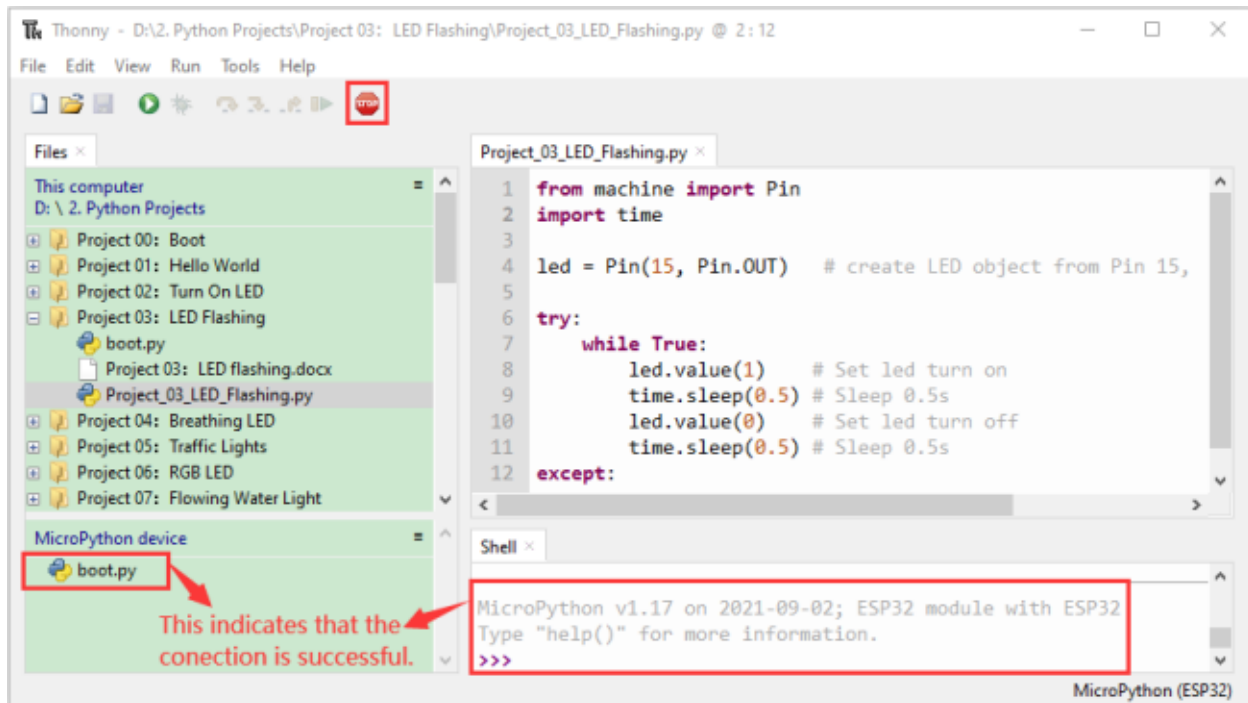 Thonny - D:\2. Python Projects\Project 03: LED Flashing\Project_03_LED_Flashing.py @ 2:12
File Edit View Run Tools Help
STOP
Files
This computer
D: \ 2. Python Projects
Project 00: Boot
Project 01: Hello World
Project 02: Turn On LED
Project 03: LED Flashing
boot.py
Project 03: LED flashing.docx
Project_03_LED_Flashing.py
Project 04: Breathing LED
Project 05: Traffic Lights
Project 06: RGB LED
Project 07: Flowing Water Light
MicroPython device
boot.py
This indicates that the
conection is successful.
Project_03_LED_Flashing.py
1 from machine import Pin
2 import time
3
4 led = Pin(15, Pin.OUT)   # create LED object from Pin 15,
5
6 try:
7     while True:
8         led.value(1)    # Set led turn on
9         time.sleep(0.5) # Sleep 0.5s
10         led.value(0)    # Set led turn off
11         time.sleep(0.5) # Sleep 0.5s
12 except:
Shell
MicroPython v1.17 on 2021-09-02; ESP32 module with ESP32
Type "help()" for more information.
>>>
MicroPython (ESP32)